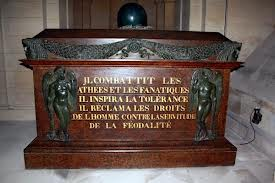 IL COMBATTIT LES
ATHÉES ET LES FANATIQUES
IL INSPIRA LA TOLÉRANCE
IL RÉCLAMA LES DROITS
DE L'HOMME CONTRE LA SERVITUDE
DE LA FÉODALITÉ